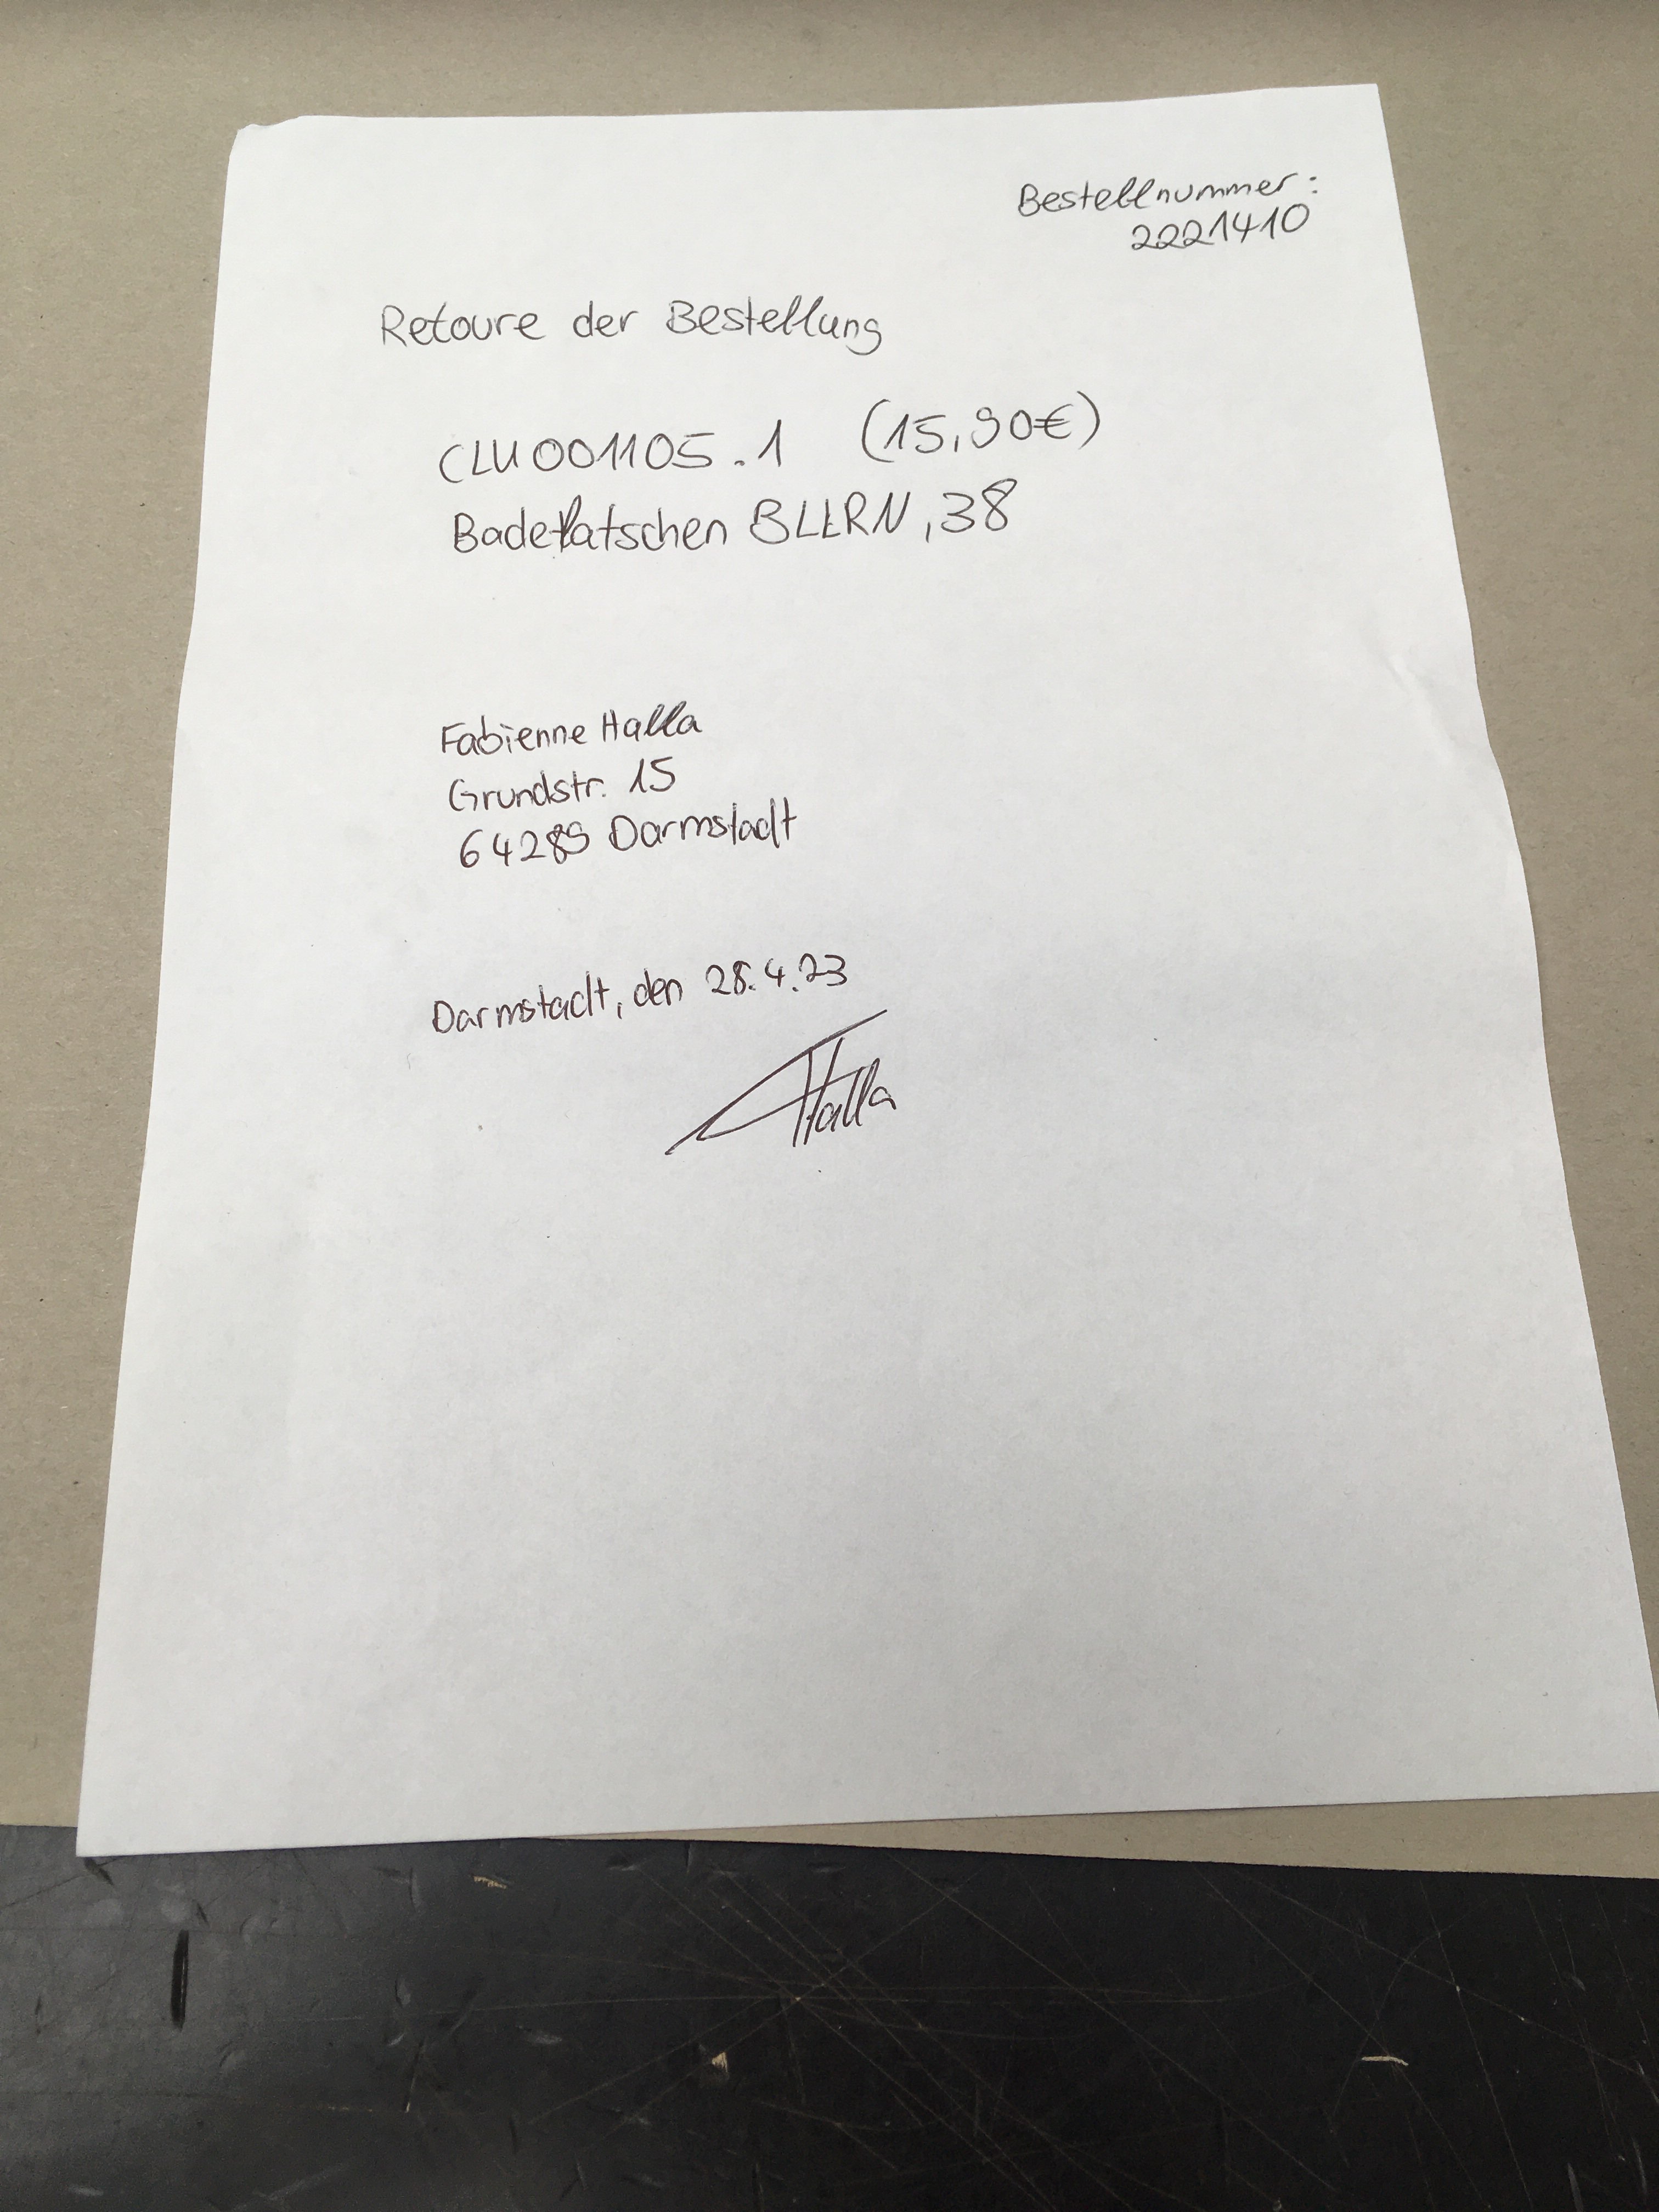 Bestellnummer:
2221410
Retoure der Bestellung
CLU001105.1 (15,90€)
Badelatschen BLLRN, 38
Fabienne Halla
Grundstr. 15
64289 Darmstadt
Darmstadt, den 28.4.23
Halla